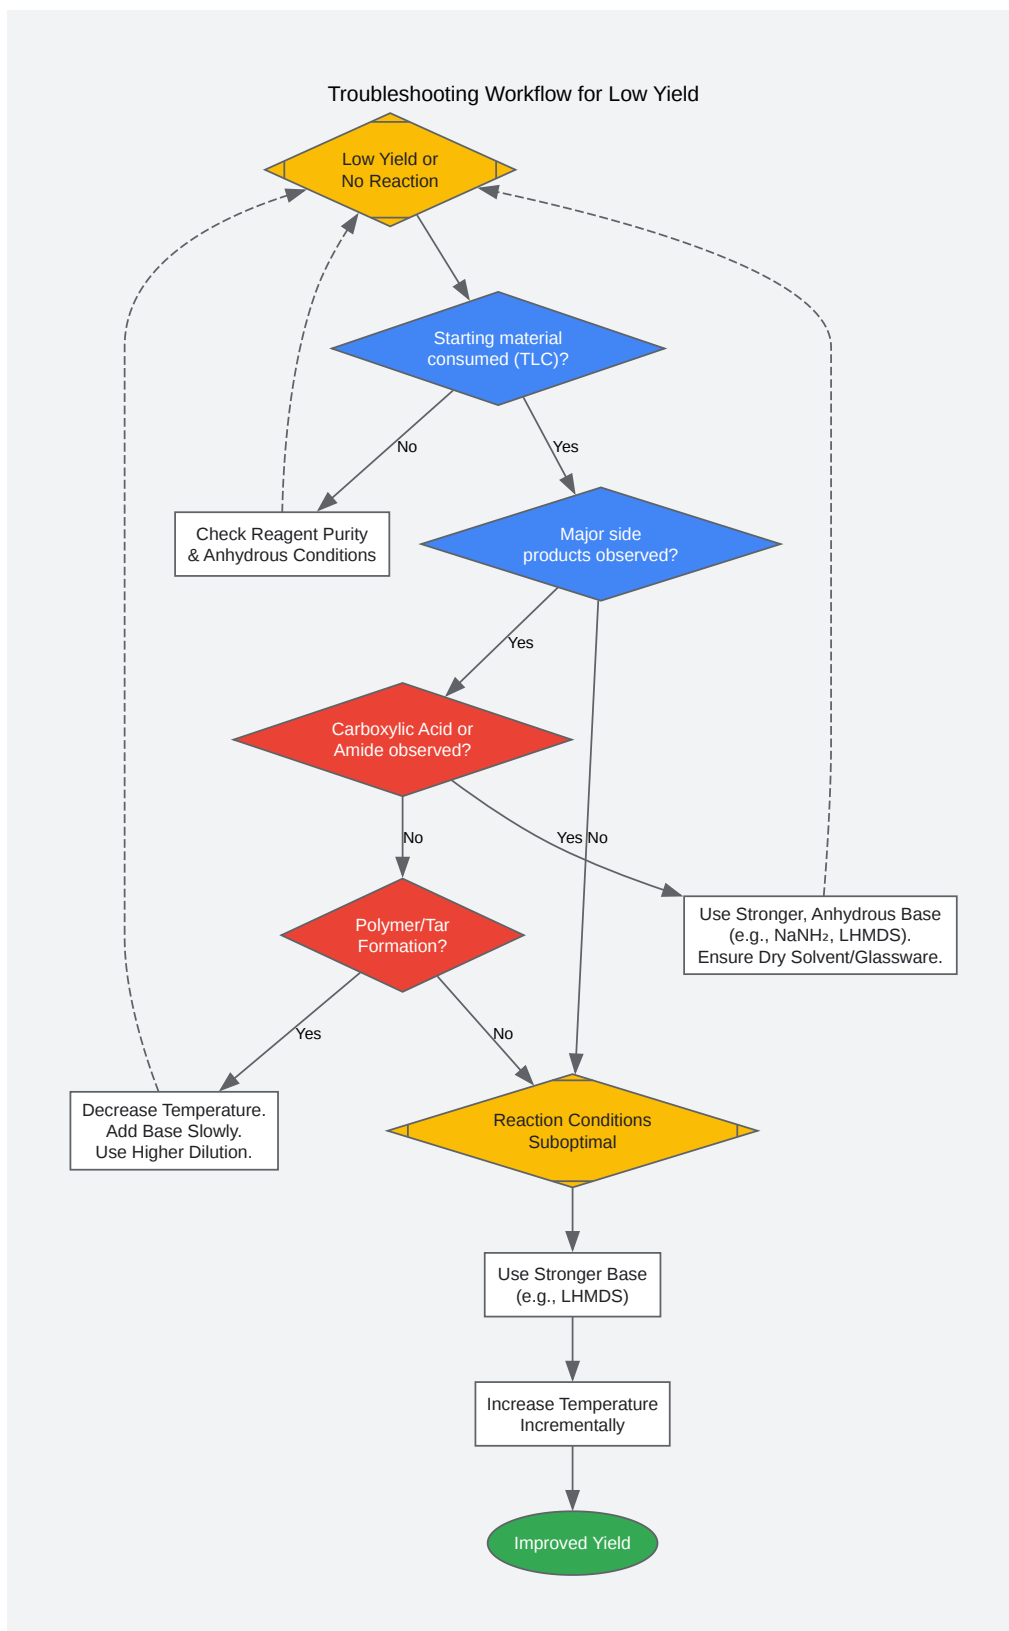 Troubleshooting Workflow for Low Yield
Low Yield or
No Reaction
Starting material
consumed (TLC)?
No
Yes
Check Reagent Purity
& Anhydrous Conditions
Major side
products observed?
Yes
Carboxylic Acid or
Amide observed?
No
Yes
No
Polymer/Tar
Formation?
Use Stronger, Anhydrous Base
(e.g., NaNH₂, LHMDS).
Ensure Dry Solvent/Glassware.
Yes
No
Decrease Temperature.
Add Base Slowly.
Use Higher Dilution.
Reaction Conditions
Suboptimal
Use Stronger Base
(e.g., LHMDS)
Increase Temperature
Incrementally
Improved Yield